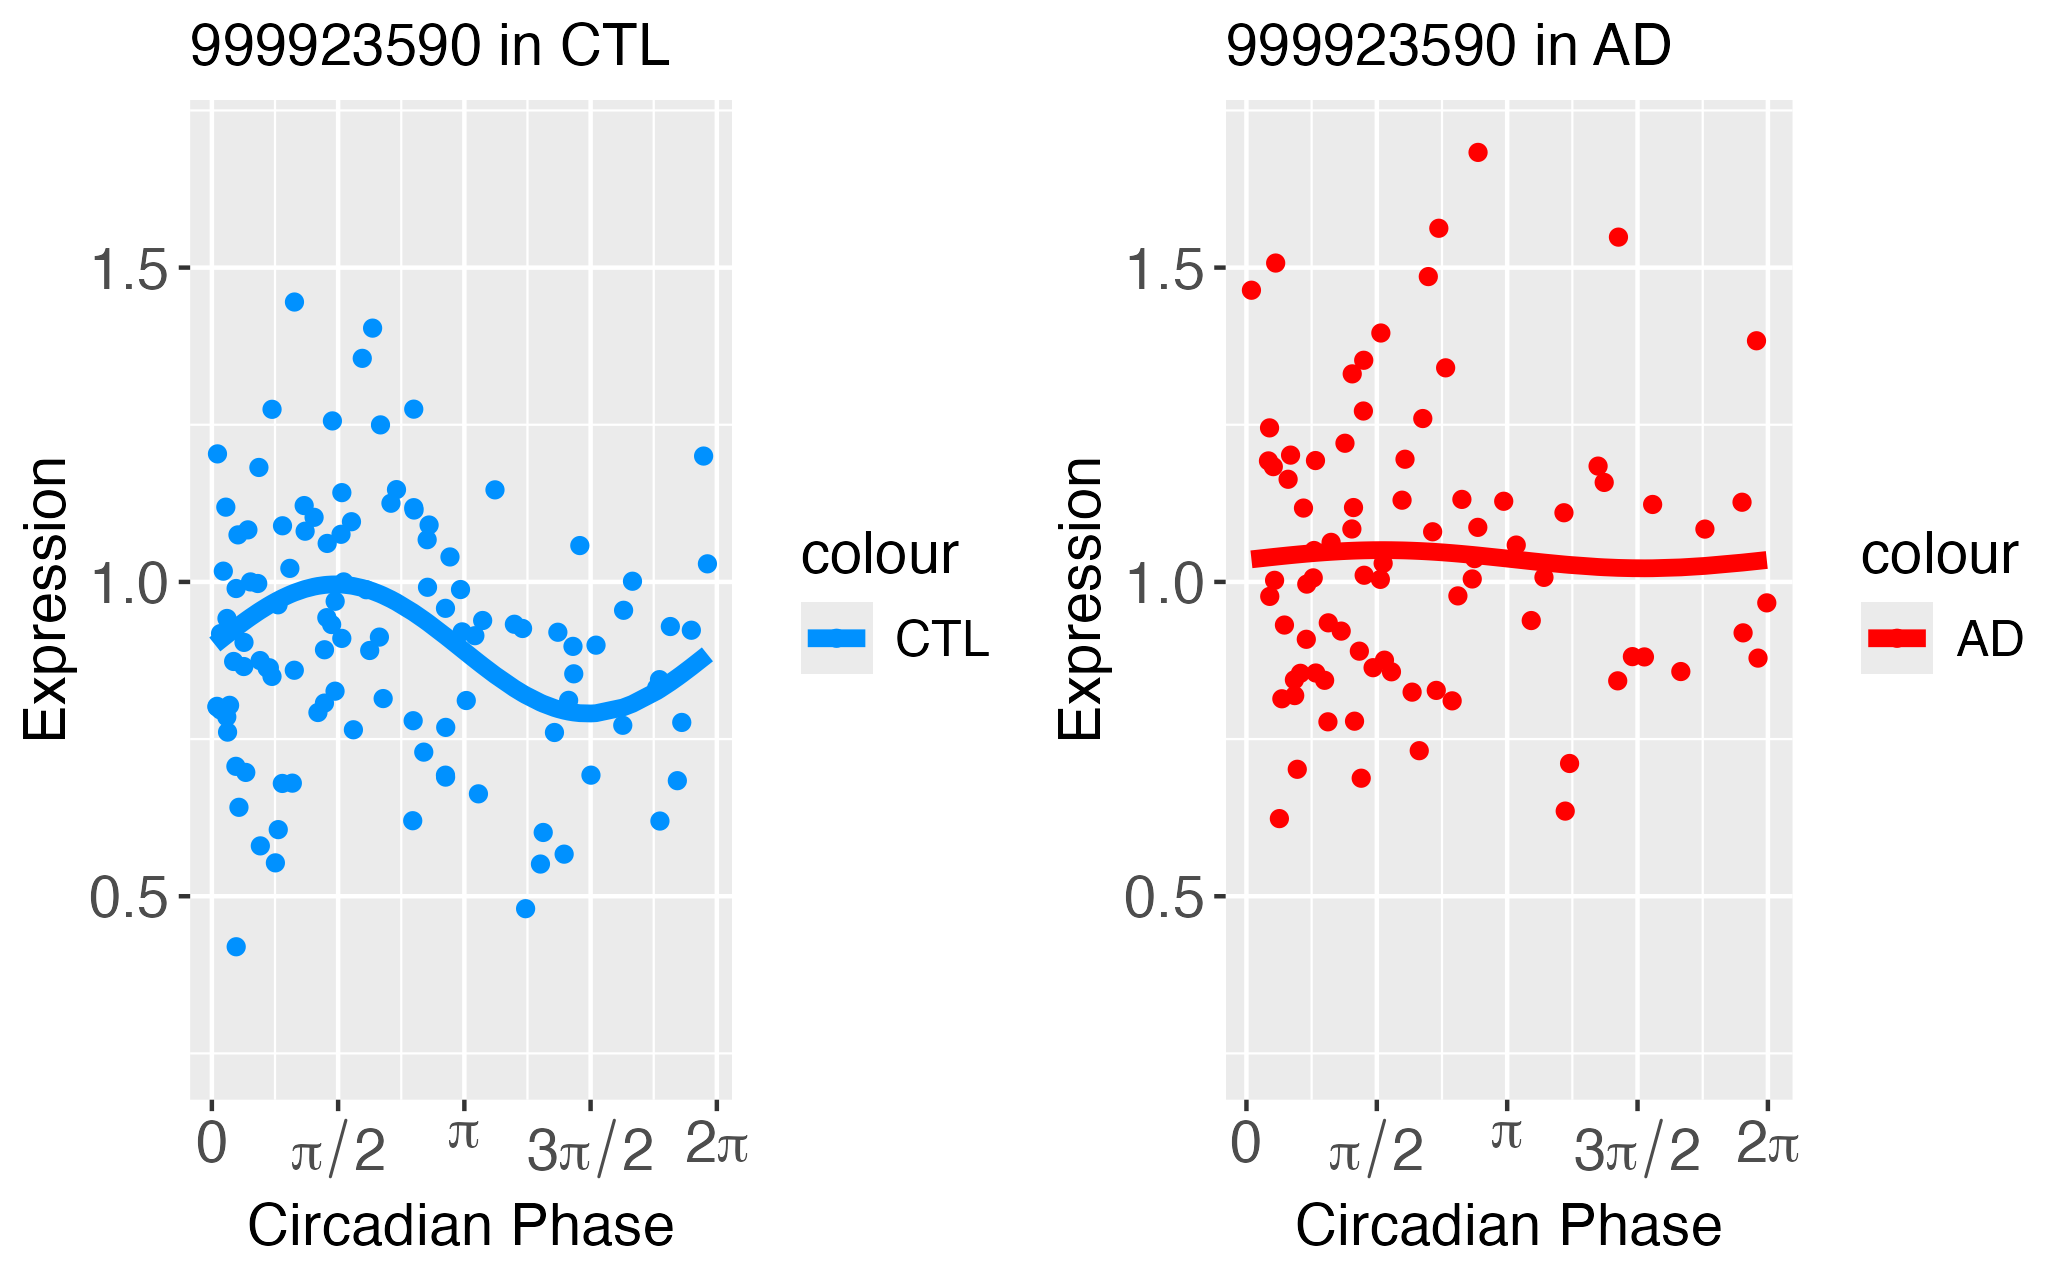 999923590 in CTL
1.5
1.0
0.5
Expression
0
π/2
π
3π/2
2π
Circadian Phase
colour
CTL
999923590 in AD
1.5
1.0
0.5
Expression
0
π/2
π
3π/2
2π
Circadian Phase
colour
AD